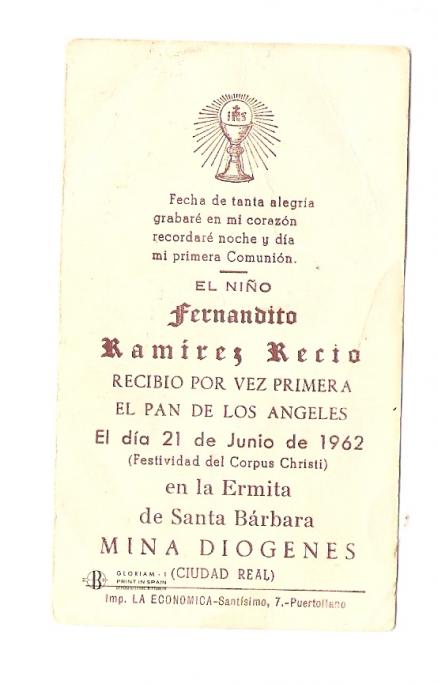 IHS
Fecha de tanta alegria
grabaré en mi corazón
recordaré noche y día
mi primera Comunión.
EL NIÑO
Fernandito
Ramírez Recio
RECIBIO POR VEZ PRIMERA
EL PAN DE LOS ANGELES
El día 21 de Junio de 1962
(Festividad del Corpus Christi)
en la Ermita
de Santa Bárbara
MINA DIOGENES
(CIUDAD REAL)
B
GLORIAM - 1
PRINT IN SPAIN
Imp. LA ECONOMICA-Santísimo, 7.-Puertollano